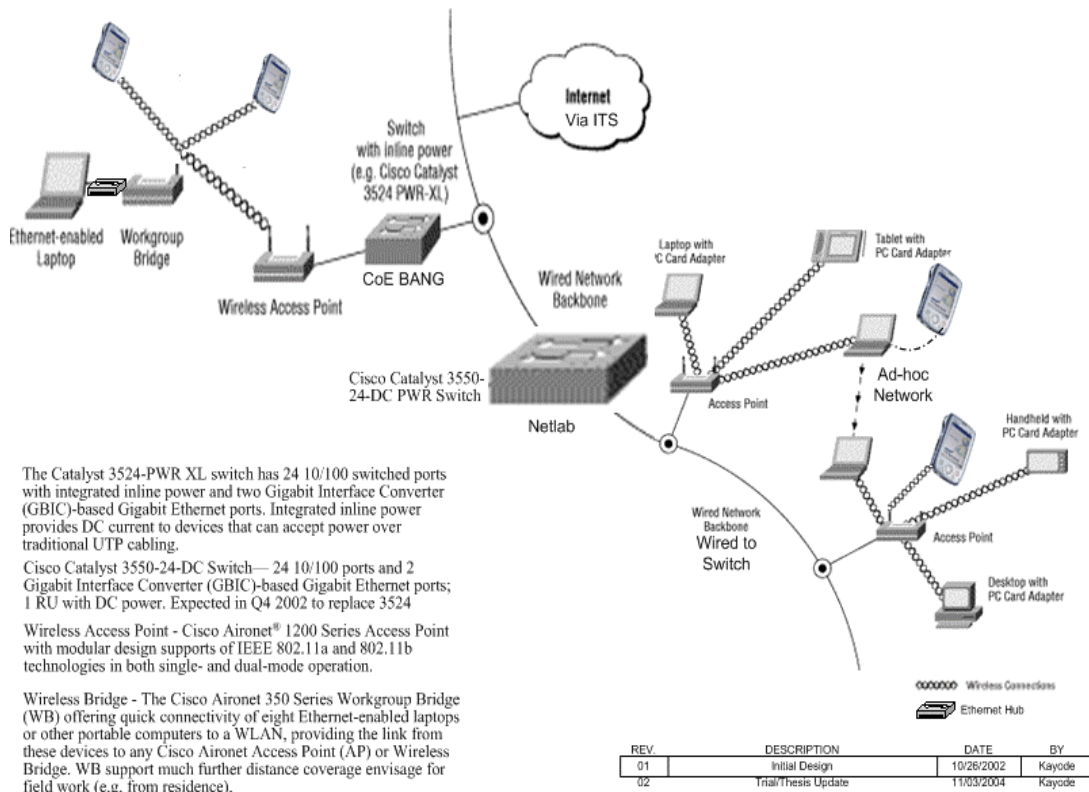 Internet
Via ITS
Switch
with inline power
(e.g. Cisco Catalyst
3524 PWR-XL)
Ethernet-enabled
Laptop
Workgroup
Bridge
Wireless Access Point
CoE BANG
Wired Network
Backbone
Cisco Catalyst 3550-
24-DC PWR Switch
Netlab
Laptop with
PC Card Adapter
Tablet with
PC Card Adapter
Access Point
Ad-hoc
Network
Handheld with
PC Card Adapter
Access Point
Wired Network
Backbone
Wired to
Switch
Desktop with
PC Card Adapter
The Catalyst 3524-PWR XL switch has 24 10/100 switched ports
with integrated inline power and two Gigabit Interface Converter
(GBIC)-based Gigabit Ethernet ports. Integrated inline power
provides DC current to devices that can accept power over
traditional UTP cabling.
Cisco Catalyst 3550-24-DC Switch— 24 10/100 ports and 2
Gigabit Interface Converter (GBIC)-based Gigabit Ethernet ports;
1 RU with DC power. Expected in Q4 2002 to replace 3524
Wireless Access Point - Cisco Aironet® 1200 Series Access Point
with modular design supports of IEEE 802.11a and 802.11b
technologies in both single- and dual-mode operation.
Wireless Bridge - The Cisco Aironet 350 Series Workgroup Bridge
(WB) offering quick connectivity of eight Ethernet-enabled laptops
or other portable computers to a WLAN, providing the link from
these devices to any Cisco Aironet Access Point (AP) or Wireless
Bridge. WB support much further distance coverage envisage for
field work (e.g. from residence).
Wireless Connections
Ethernet Hub
REV. DESCRIPTION DATE BY
01 Initial Design 10/26/2002 Kayode
02 Trial/Thesis Update 11/03/2004 Kayode